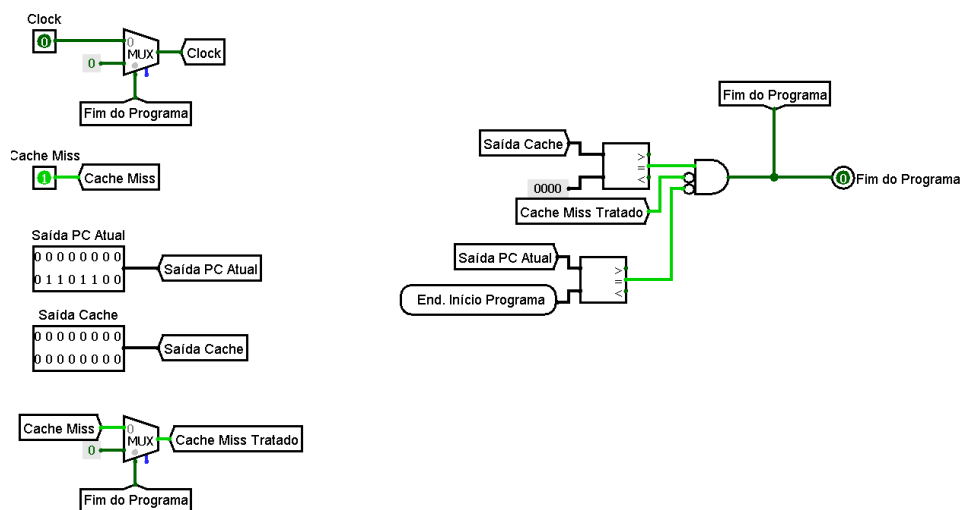 Clock
0
0
MUX
Clock
0
Fim do Programa
Cache Miss
1
Cache Miss
Saída PC Atual
0 0 0 0 0 0 0 0
0 1 1 0 1 1 0 0
Saída PC Atual
Saída Cache
0 0 0 0 0 0 0 0
0 0 0 0 0 0 0 0
Saída Cache
Cache Miss
0
MUX
Cache Miss Tratado
0
Fim do Programa
Fim do Programa
Saída Cache
>
=
<
0000
Cache Miss Tratado
0
Fim do Programa
Saída PC Atual
>
=
<
End. Início Programa